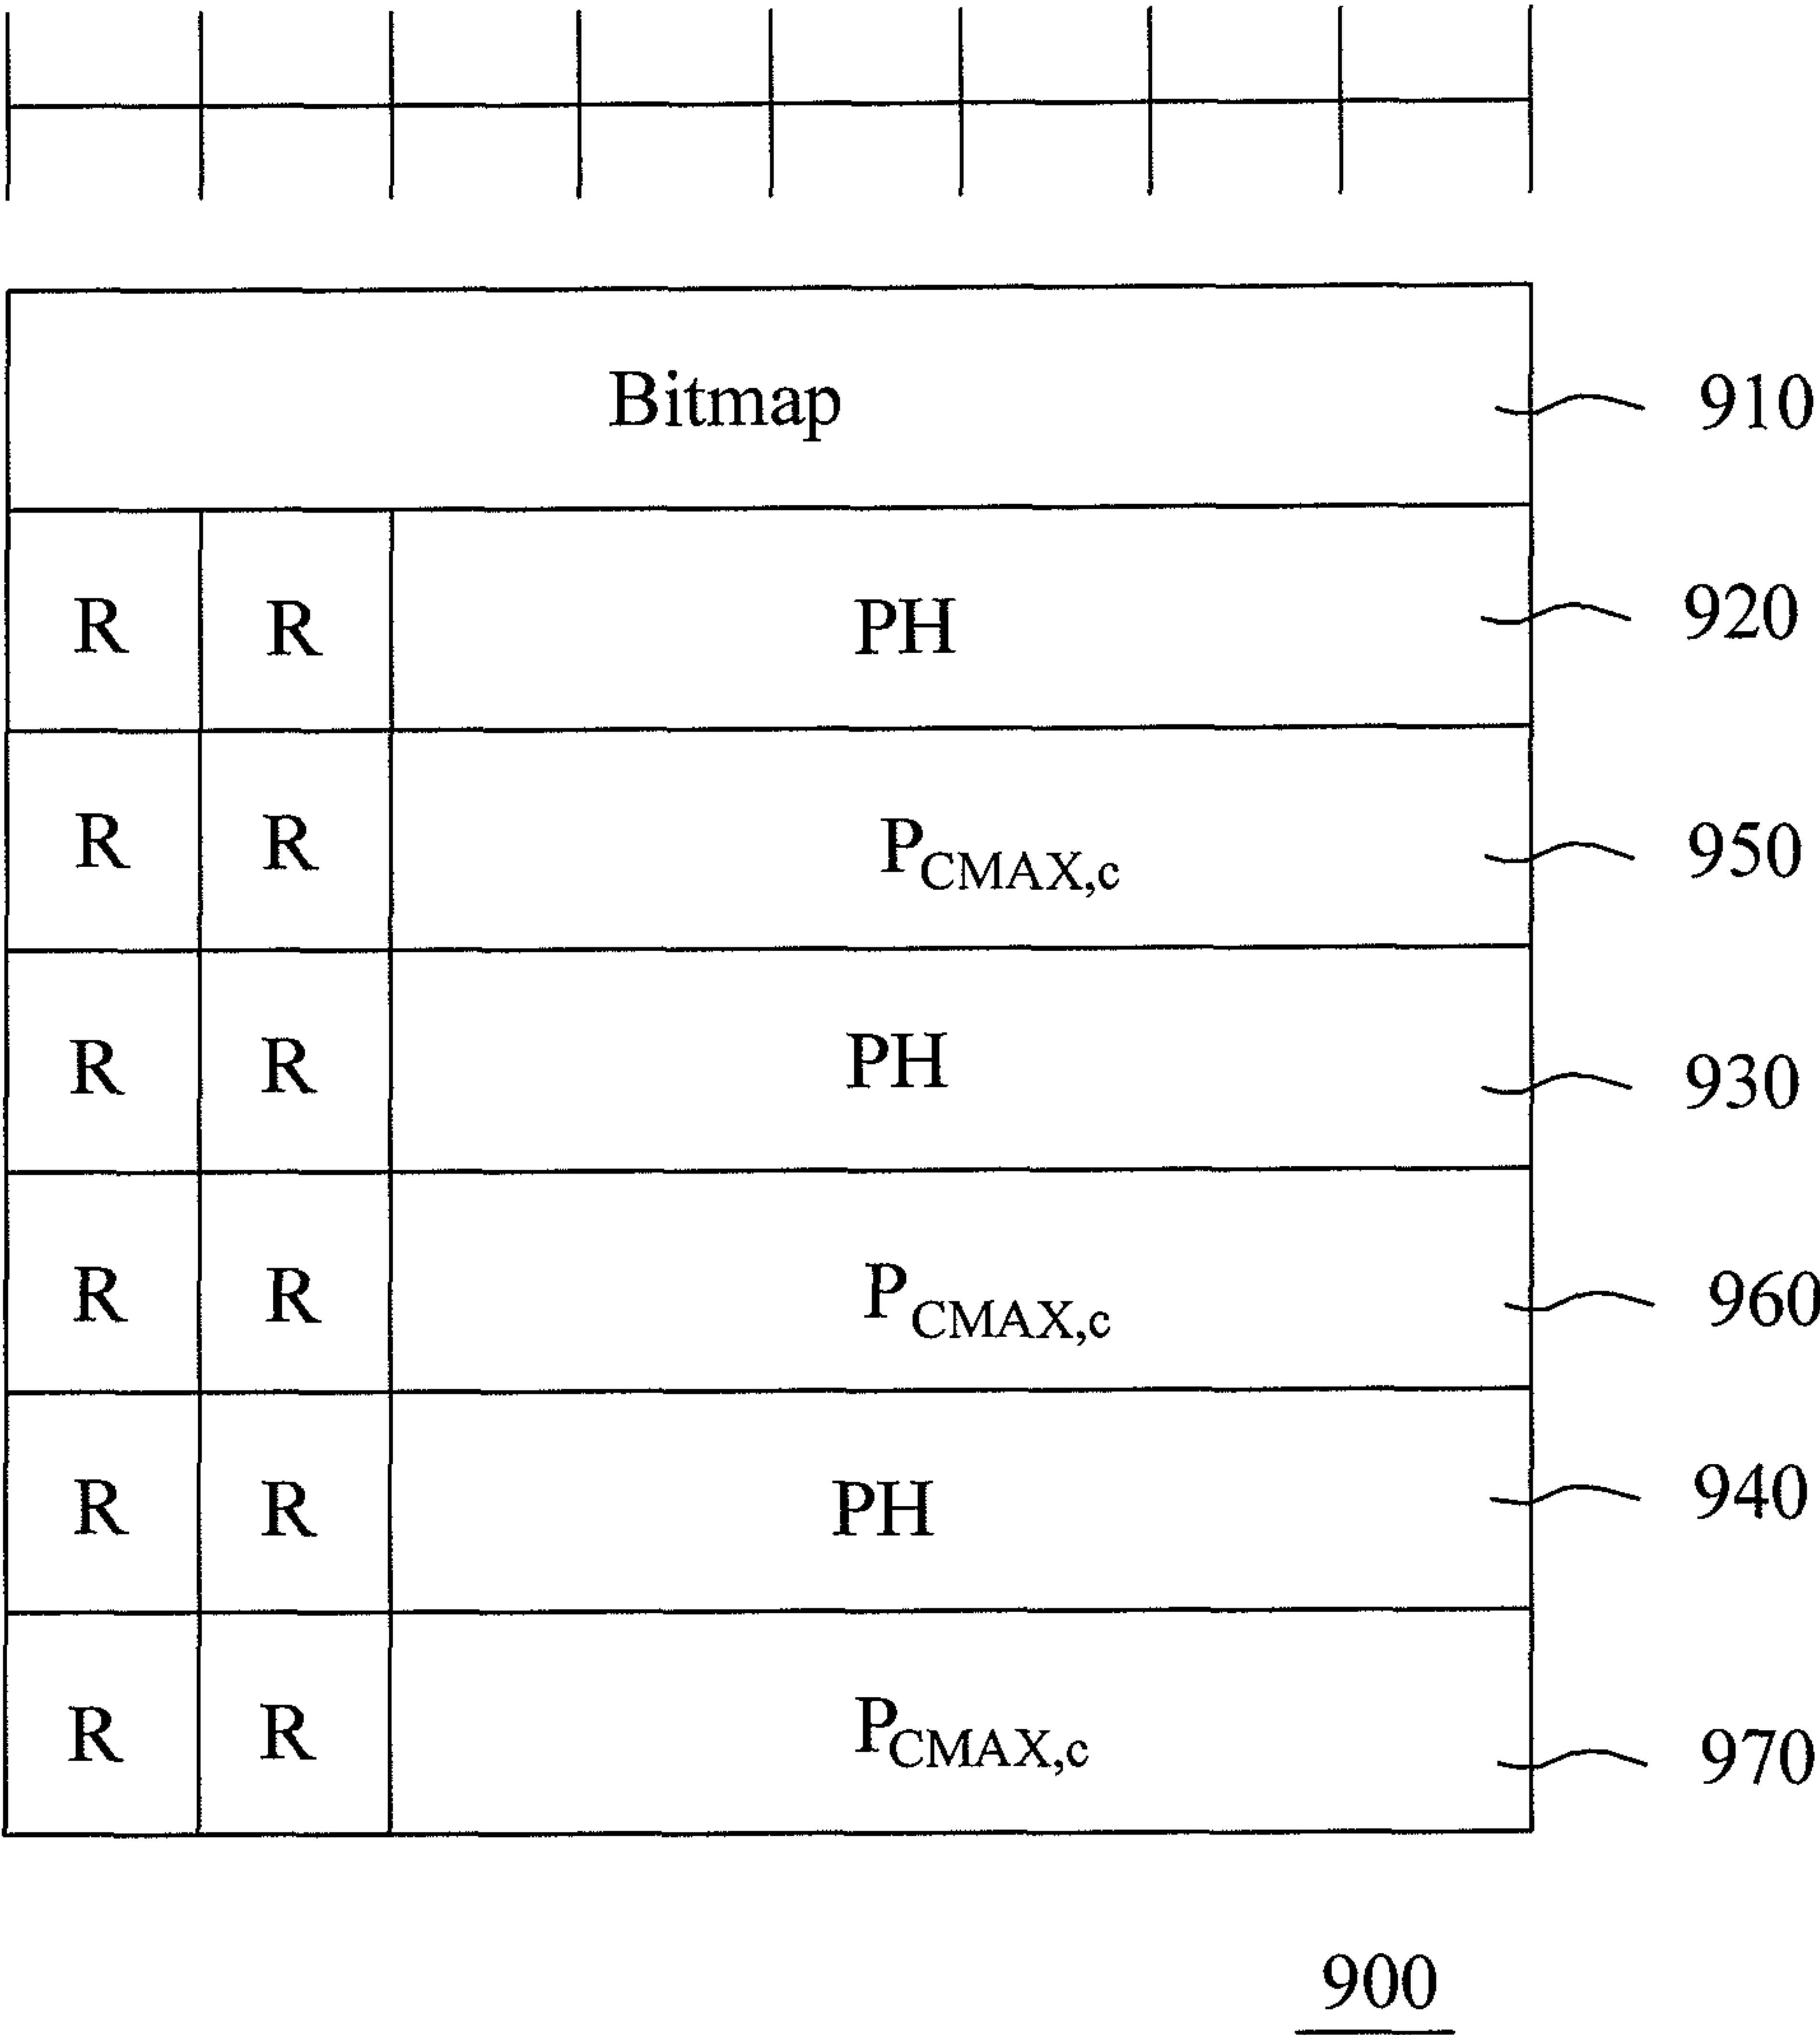 Bitmap 910
R R PH 920
R R PCMAX,c 950
R R PH 930
R R PCMAX,c 960
R R PH 940
R R PCMAX,c 970
900